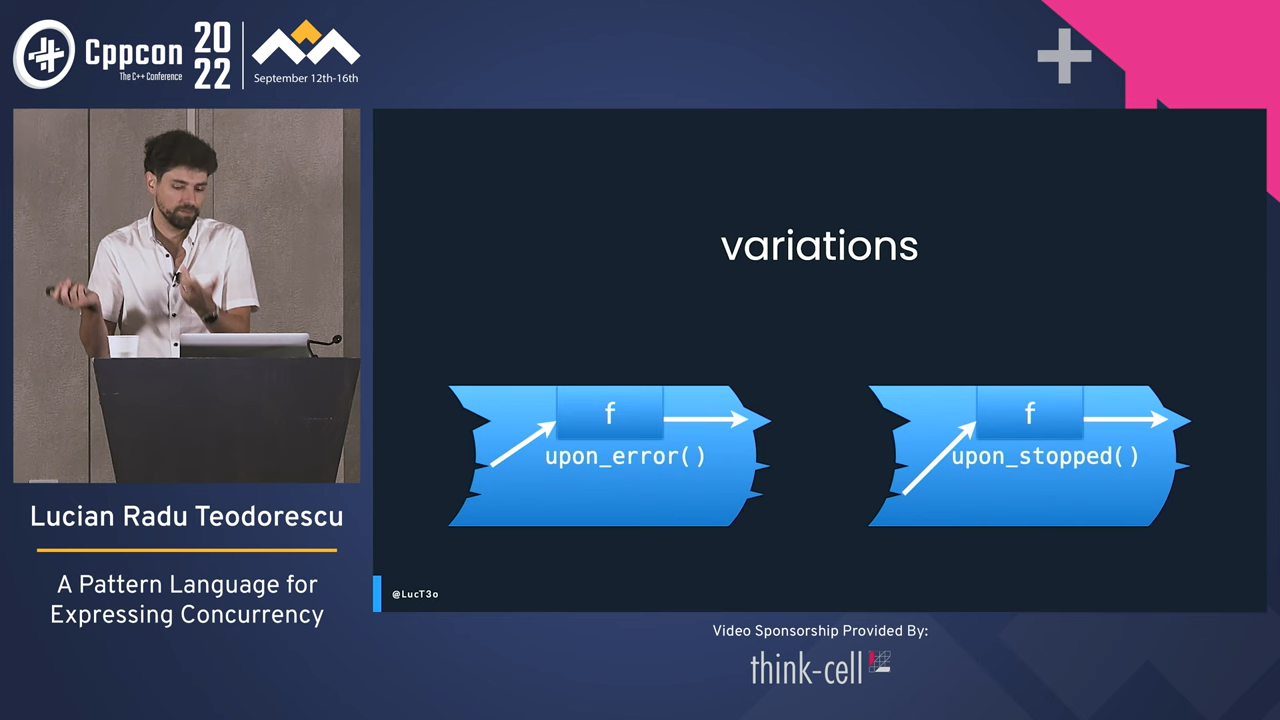 Cppcon
The C++ Conference
20
22
September 12th-16th
variations
f
upon_error()
f
upon_stopped()
@LucT3o
Lucian Radu Teodorescu
A Pattern Language for
Expressing Concurrency
Video Sponsorship Provided By:
think-cell